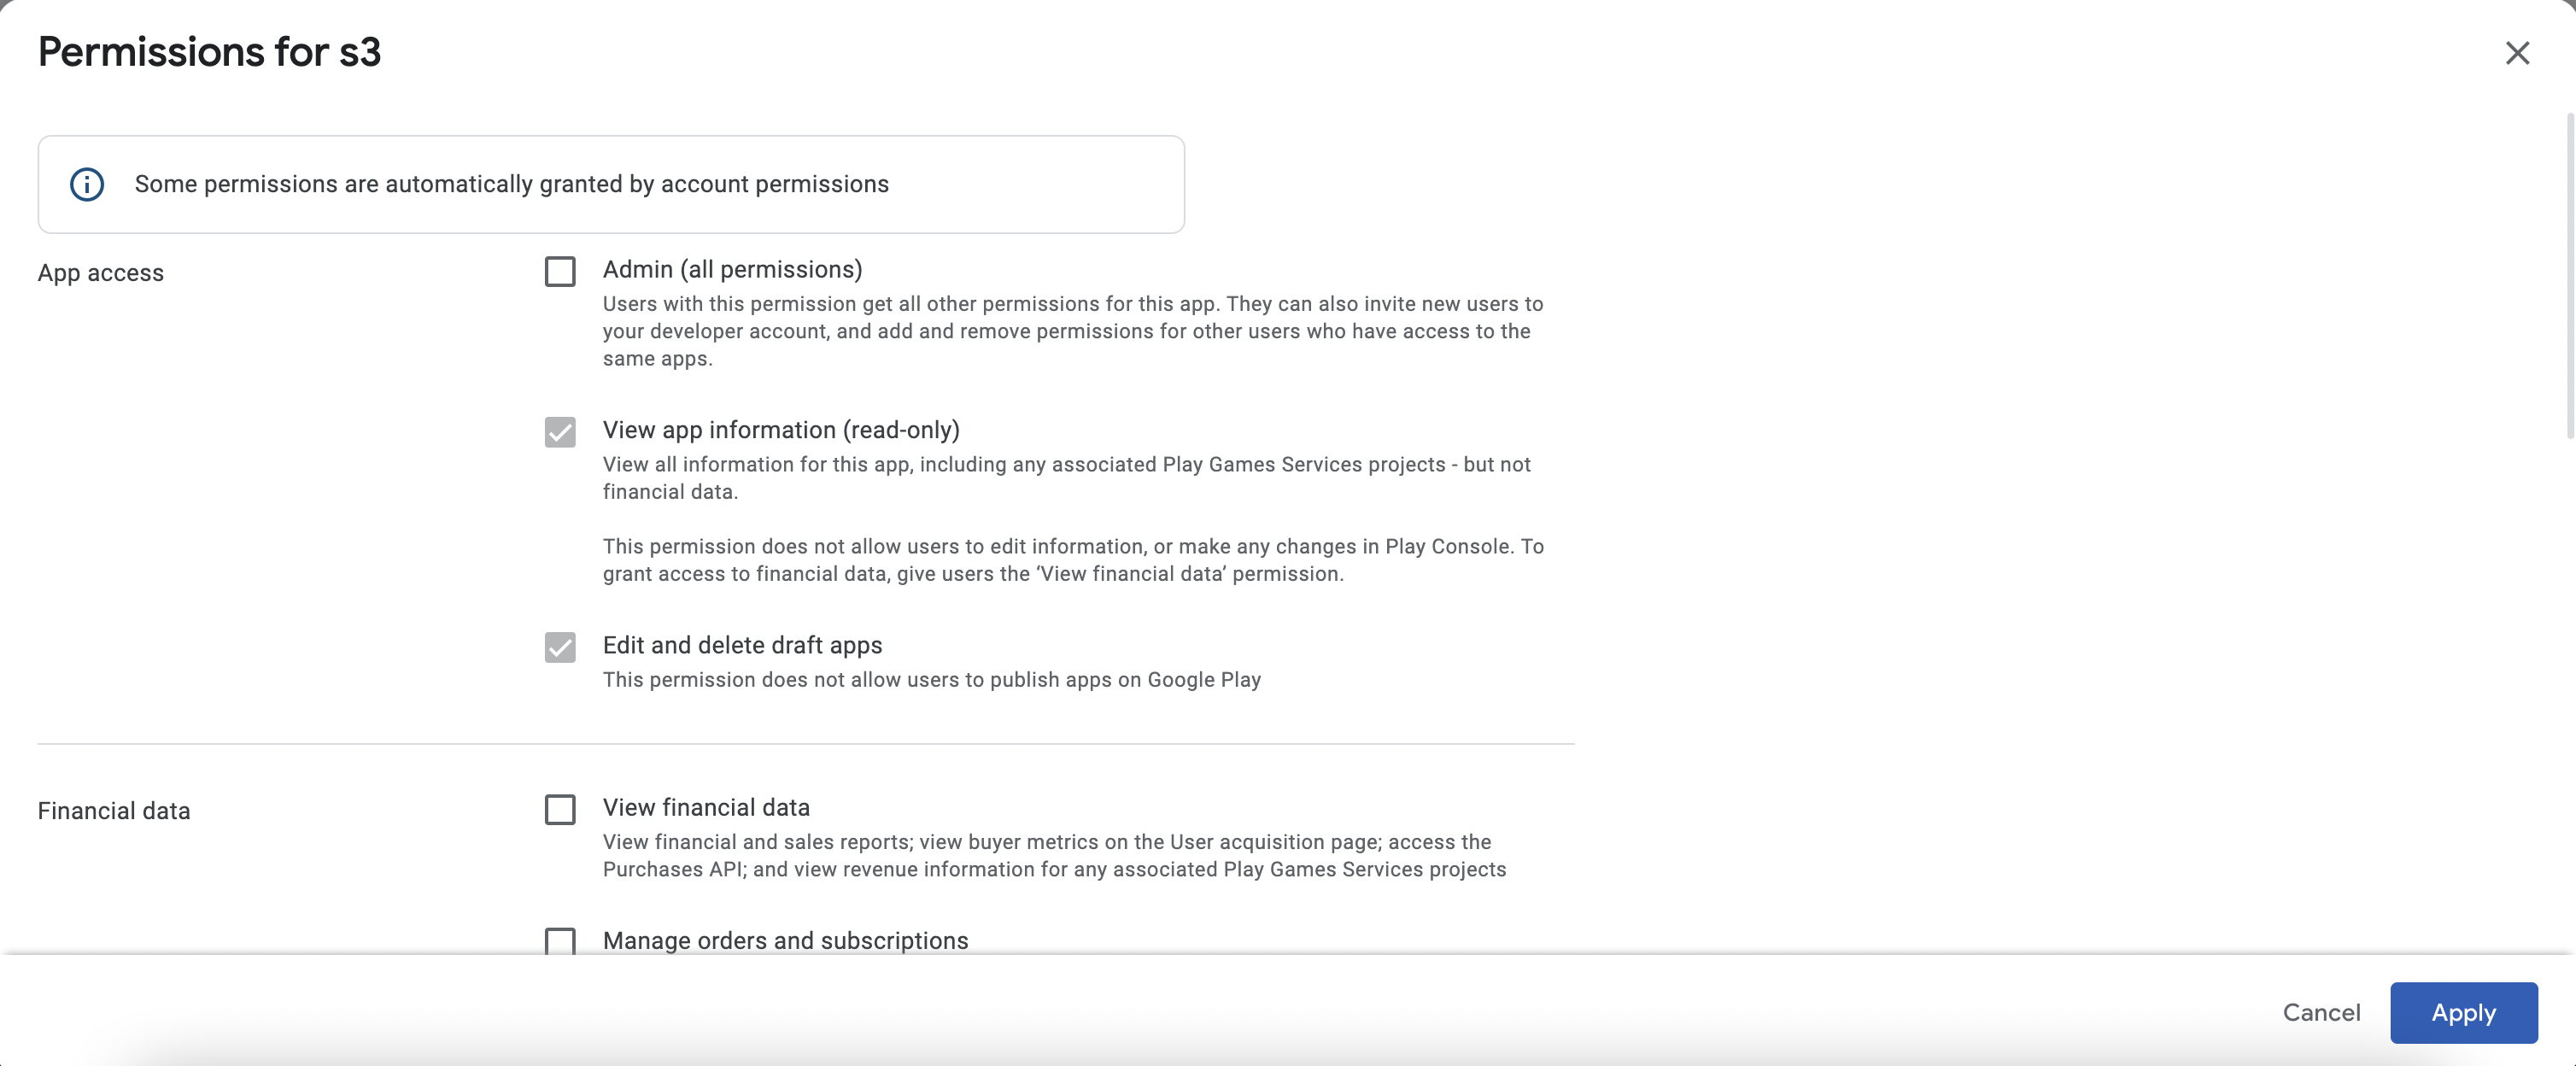 Permissions for s3
Some permissions are automatically granted by account permissions
App access
Admin (all permissions)
Users with this permission get all other permissions for this app. They can also invite new users to
your developer account, and add and remove permissions for other users who have access to the
same apps.
View app information (read-only)
View all information for this app, including any associated Play Games Services projects - but not
financial data.
This permission does not allow users to edit information, or make any changes in Play Console. To
grant access to financial data, give users the ‘View financial data’ permission.
Edit and delete draft apps
This permission does not allow users to publish apps on Google Play
Financial data
View financial data
View financial and sales reports; view buyer metrics on the User acquisition page; access the
Purchases API; and view revenue information for any associated Play Games Services projects
Manage orders and subscriptions
Cancel
Apply